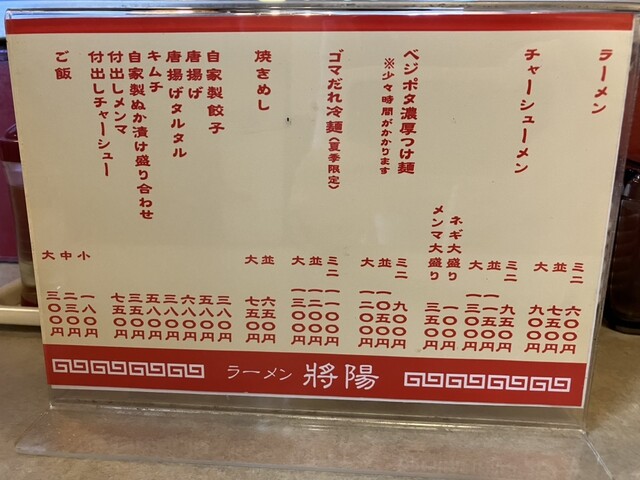 ラーメン
ミニ 六〇〇円
並 七五〇円
大 九〇〇円
チャーシューメン
ミニ 九五〇円
並 一一五〇円
大 一三〇〇円
ネギ大盛り 一〇〇円
メンマ大盛り 三五〇円
ベジポタ濃厚つけ麺
※少々時間がかかります
ミニ 九〇〇円
並 一〇五〇円
大 一二〇〇円
ゴマだれ冷麺(夏季限定)
ミニ 一一〇〇円
並 一二〇〇円
大 一三〇〇円
焼きめし
並 六五〇円
大 七五〇円
自家製餃子 三八〇円
唐揚げ 五八〇円
唐揚げタルタル 六八〇円
キムチ 三八〇円
自家製ぬか漬け盛り合わせ 五八〇円
付出しメンマ 三五〇円
付出しチャーシュー 七五〇円
ご飯
小 一八〇円
中 二三〇円
大 三〇〇円
ラーメン 將陽